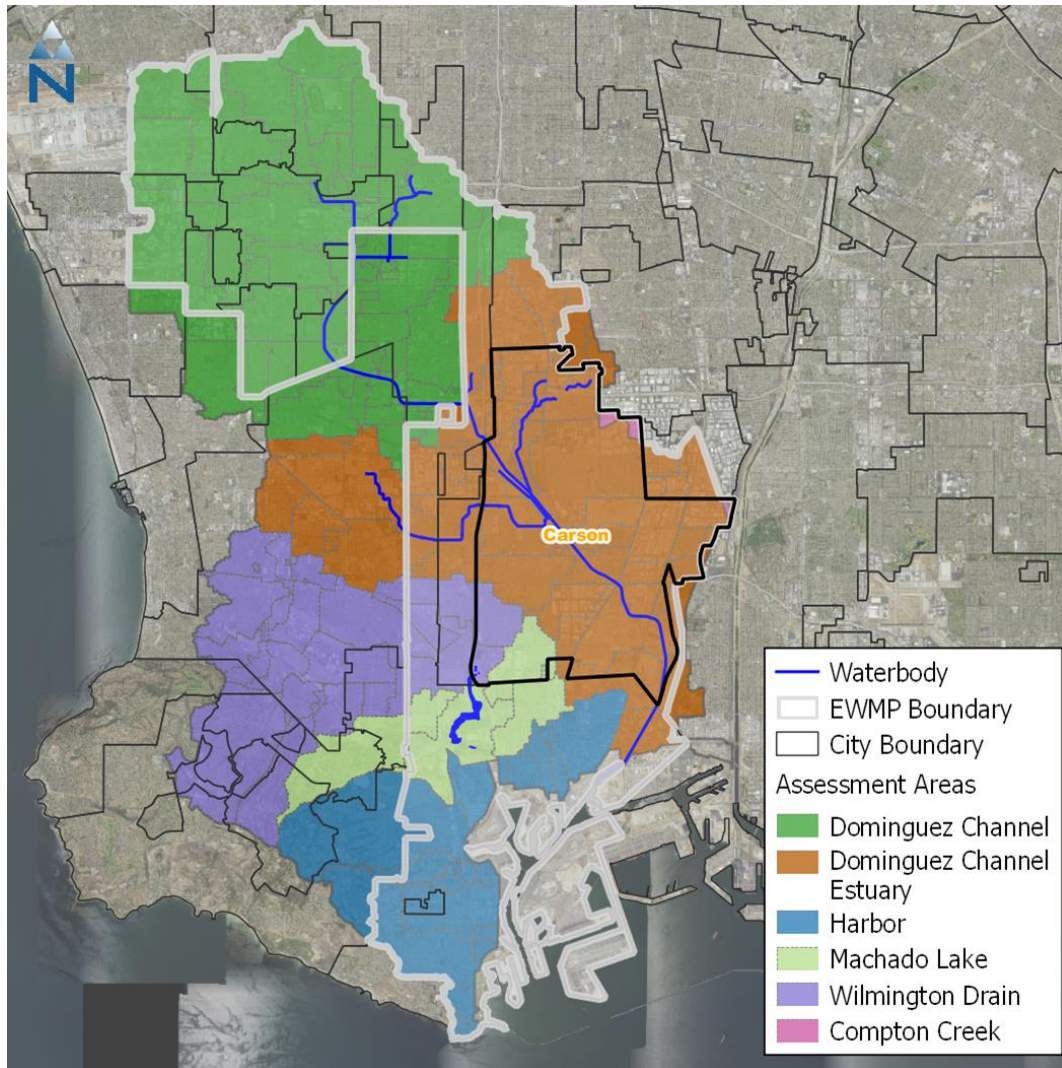 N
Carson
Waterbody
EWMP Boundary
City Boundary
Assessment Areas
Dominguez Channel
Dominguez Channel
Estuary
Harbor
Machado Lake
Wilmington Drain
Compton Creek